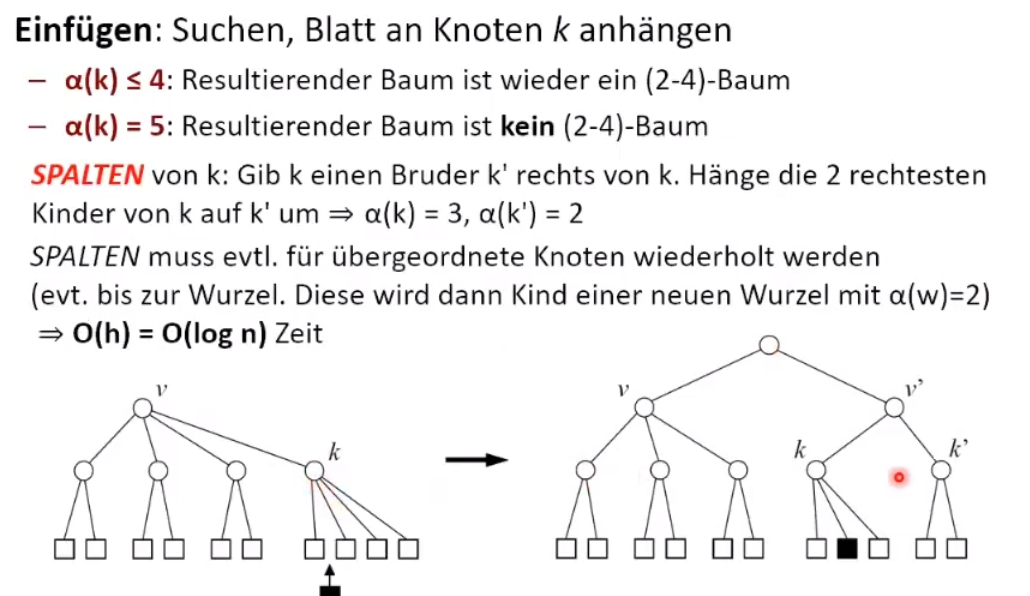 Einfügen: Suchen, Blatt an Knoten k anhängen
– α(k) ≤ 4: Resultierender Baum ist wieder ein (2-4)-Baum
– α(k) = 5: Resultierender Baum ist kein (2-4)-Baum
SPALTEN von k: Gib k einen Bruder k' rechts von k. Hänge die 2 rechtesten
Kinder von k auf k' um ⇒ α(k) = 3, α(k') = 2
SPALTEN muss evtl. für übergeordnete Knoten wiederholt werden
(evt. bis zur Wurzel. Diese wird dann Kind einer neuen Wurzel mit α(w)=2)
⇒ O(h) = O(log n) Zeit
v
k
v
v’
k
k’